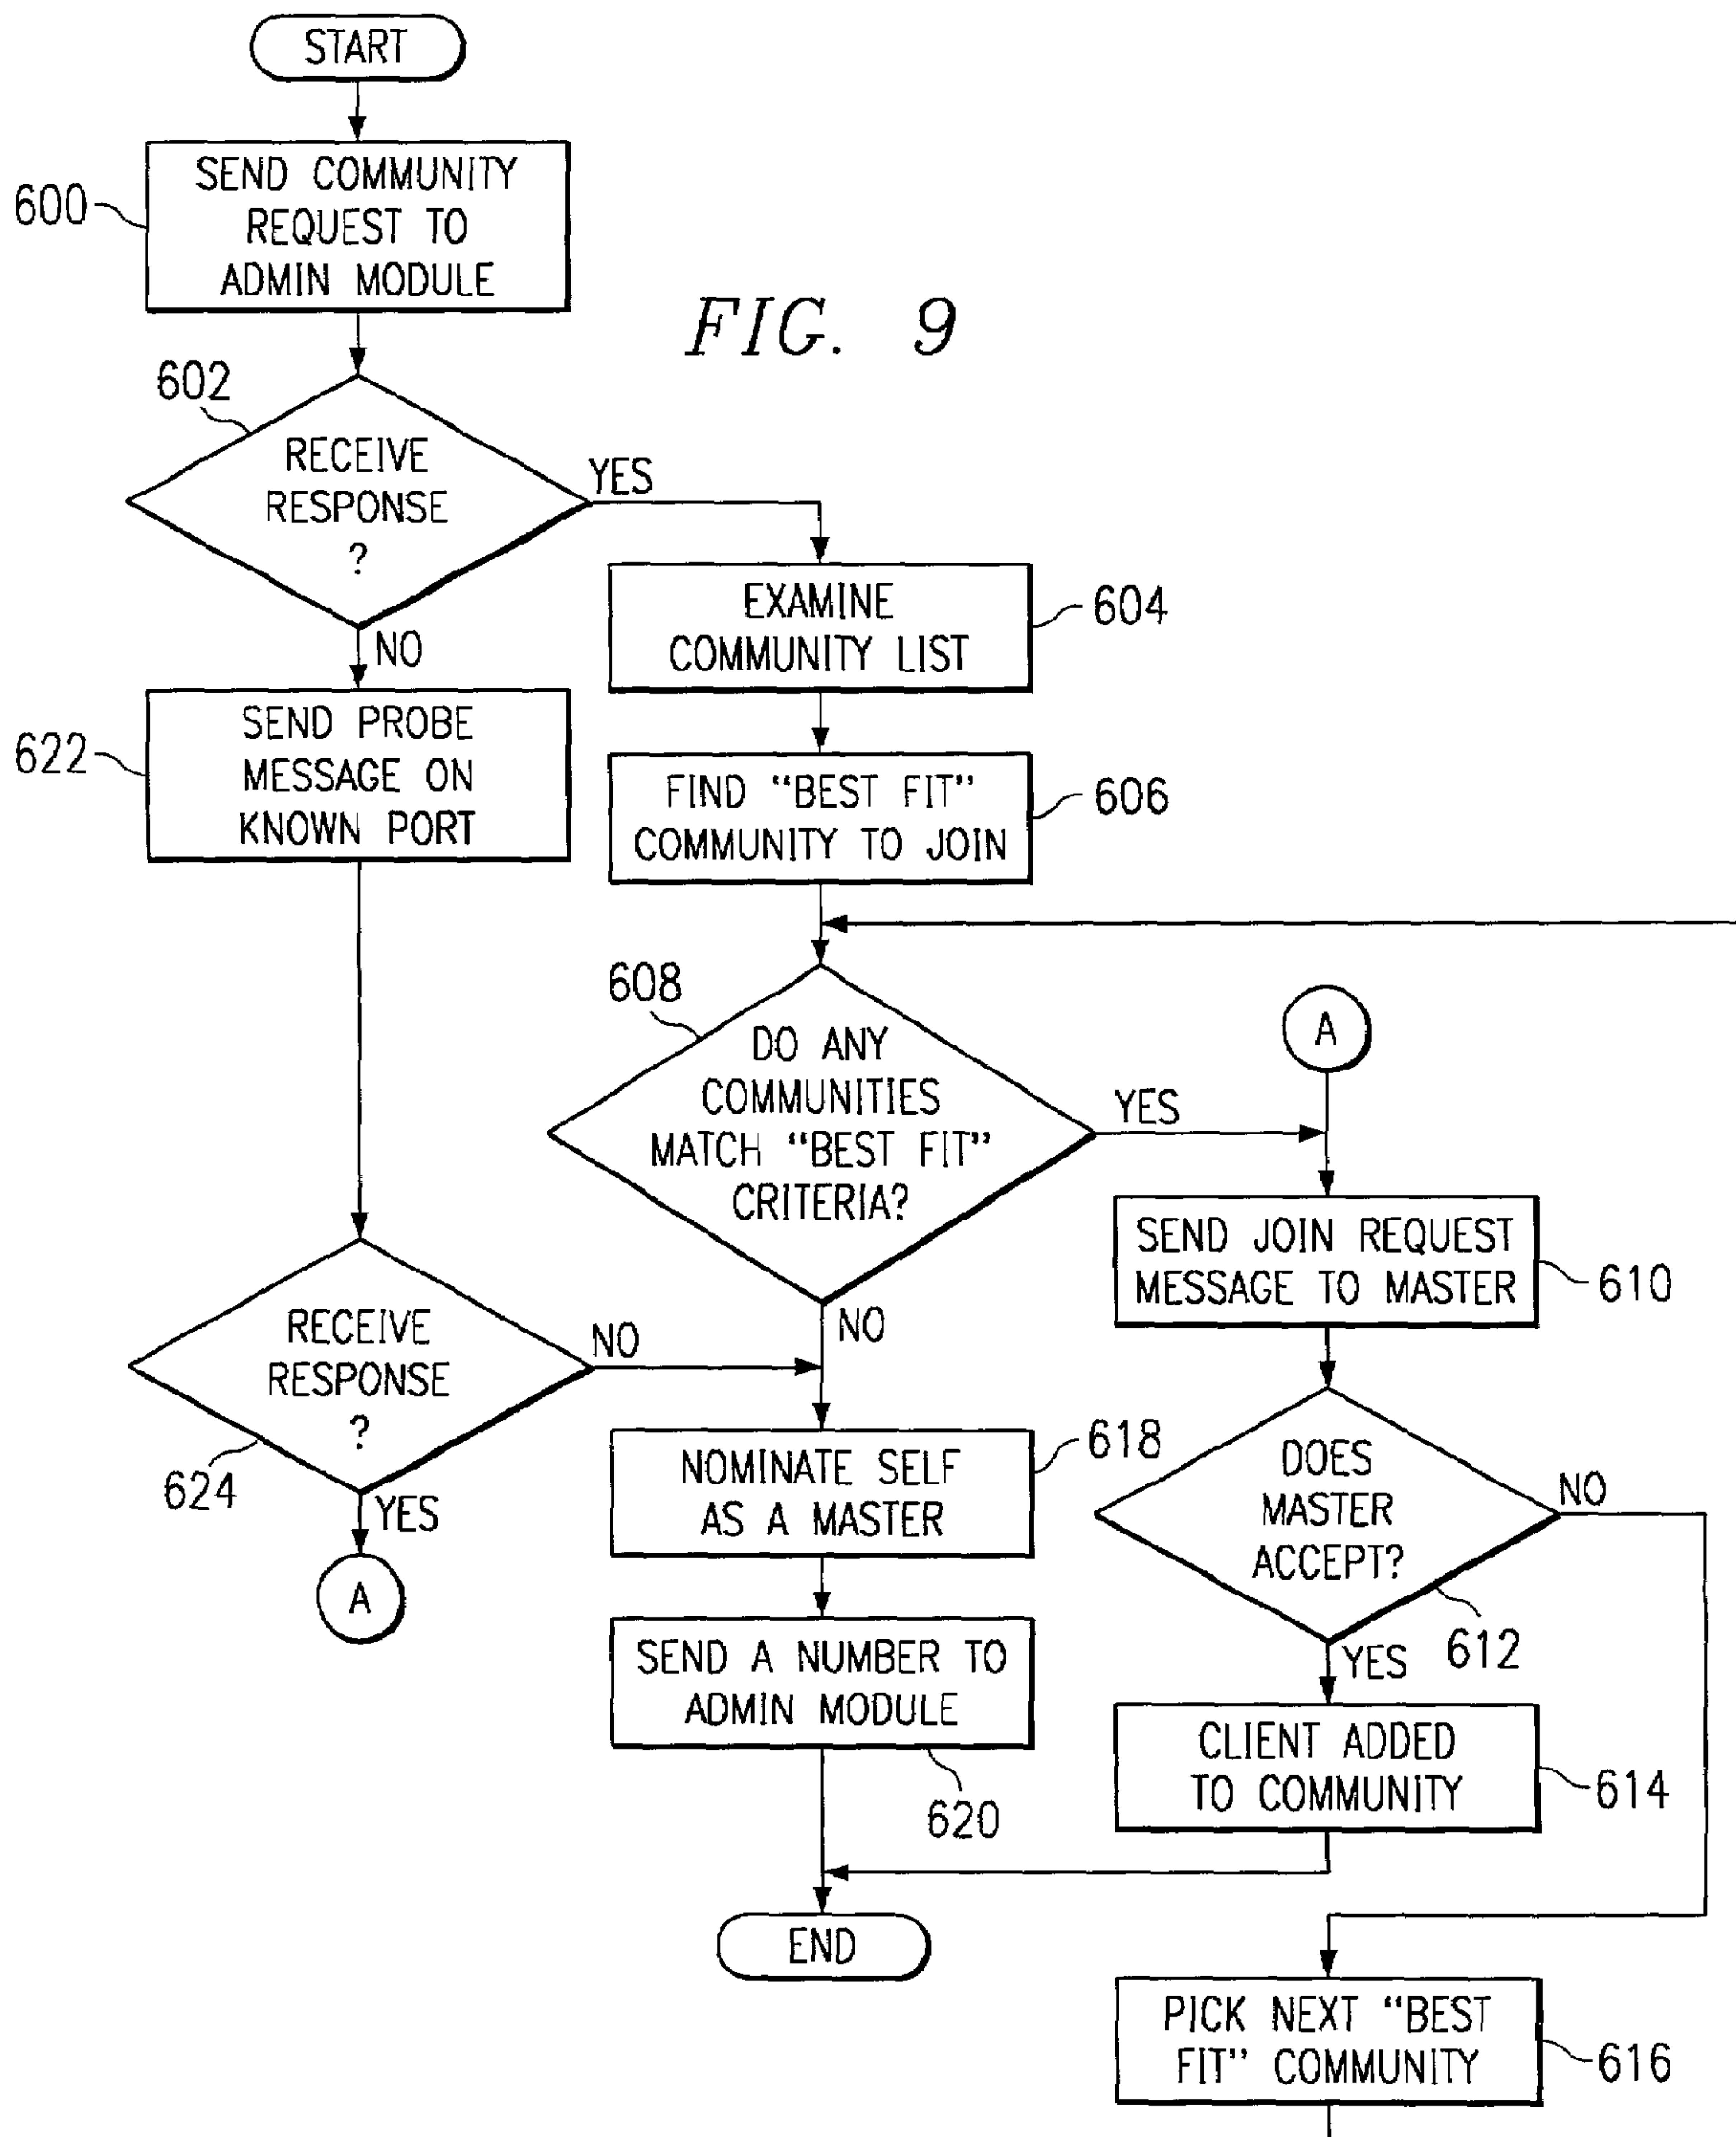 START
SEND COMMUNITY
REQUEST TO
ADMIN MODULE
600
FIG. 9
602
RECEIVE
RESPONSE
?
YES
NO
EXAMINE
COMMUNITY LIST
604
SEND PROBE
MESSAGE ON
KNOWN PORT
622
FIND “BEST FIT”
COMMUNITY TO JOIN
606
608
DO ANY
COMMUNITIES
MATCH “BEST FIT”
CRITERIA?
YES
NO
A
SEND JOIN REQUEST
MESSAGE TO MASTER
610
RECEIVE
RESPONSE
?
NO
624
YES
A
NOMINATE SELF
AS A MASTER
618
DOES
MASTER
ACCEPT?
NO
612
YES
SEND A NUMBER TO
ADMIN MODULE
620
CLIENT ADDED
TO COMMUNITY
614
END
PICK NEXT “BEST
FIT” COMMUNITY
616